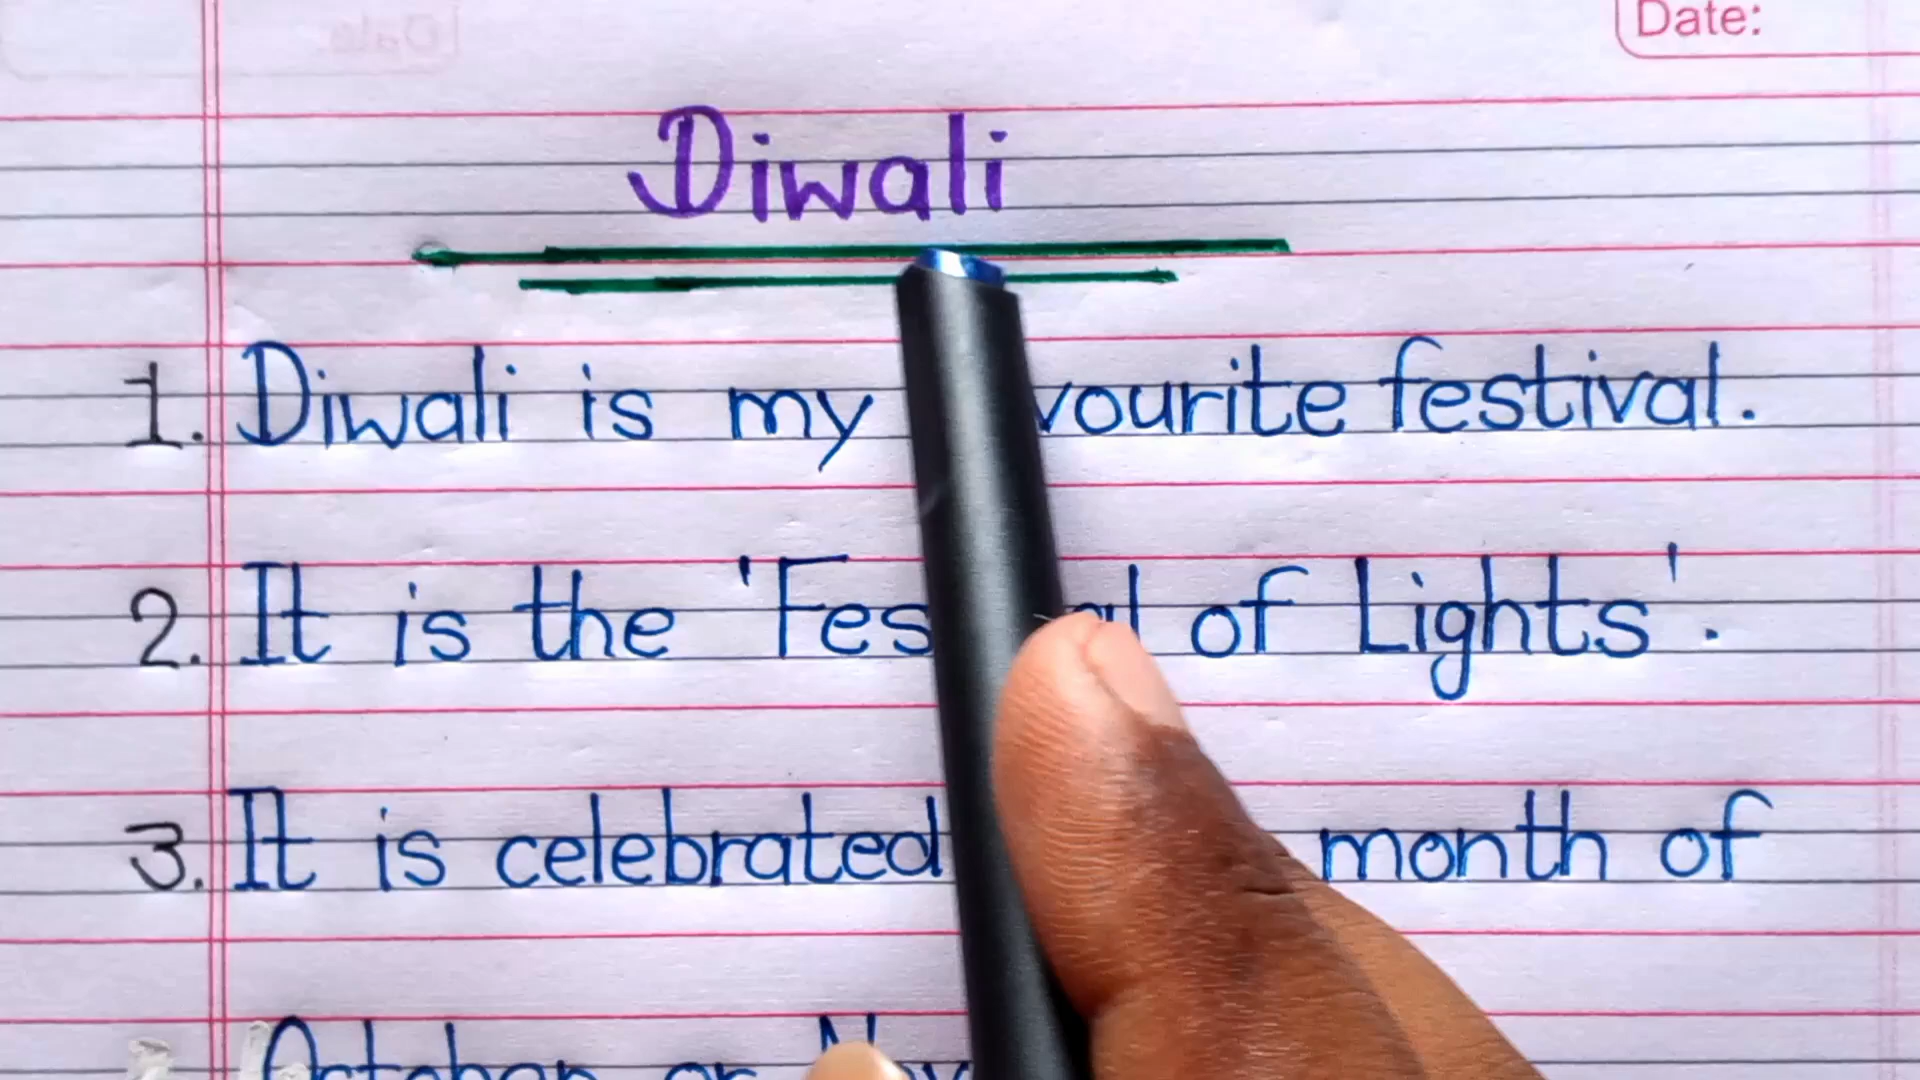 Date:
Diwali
1. Diwali is my festival.
2. It is the of Lights'.
3. It is celebrated month of
or